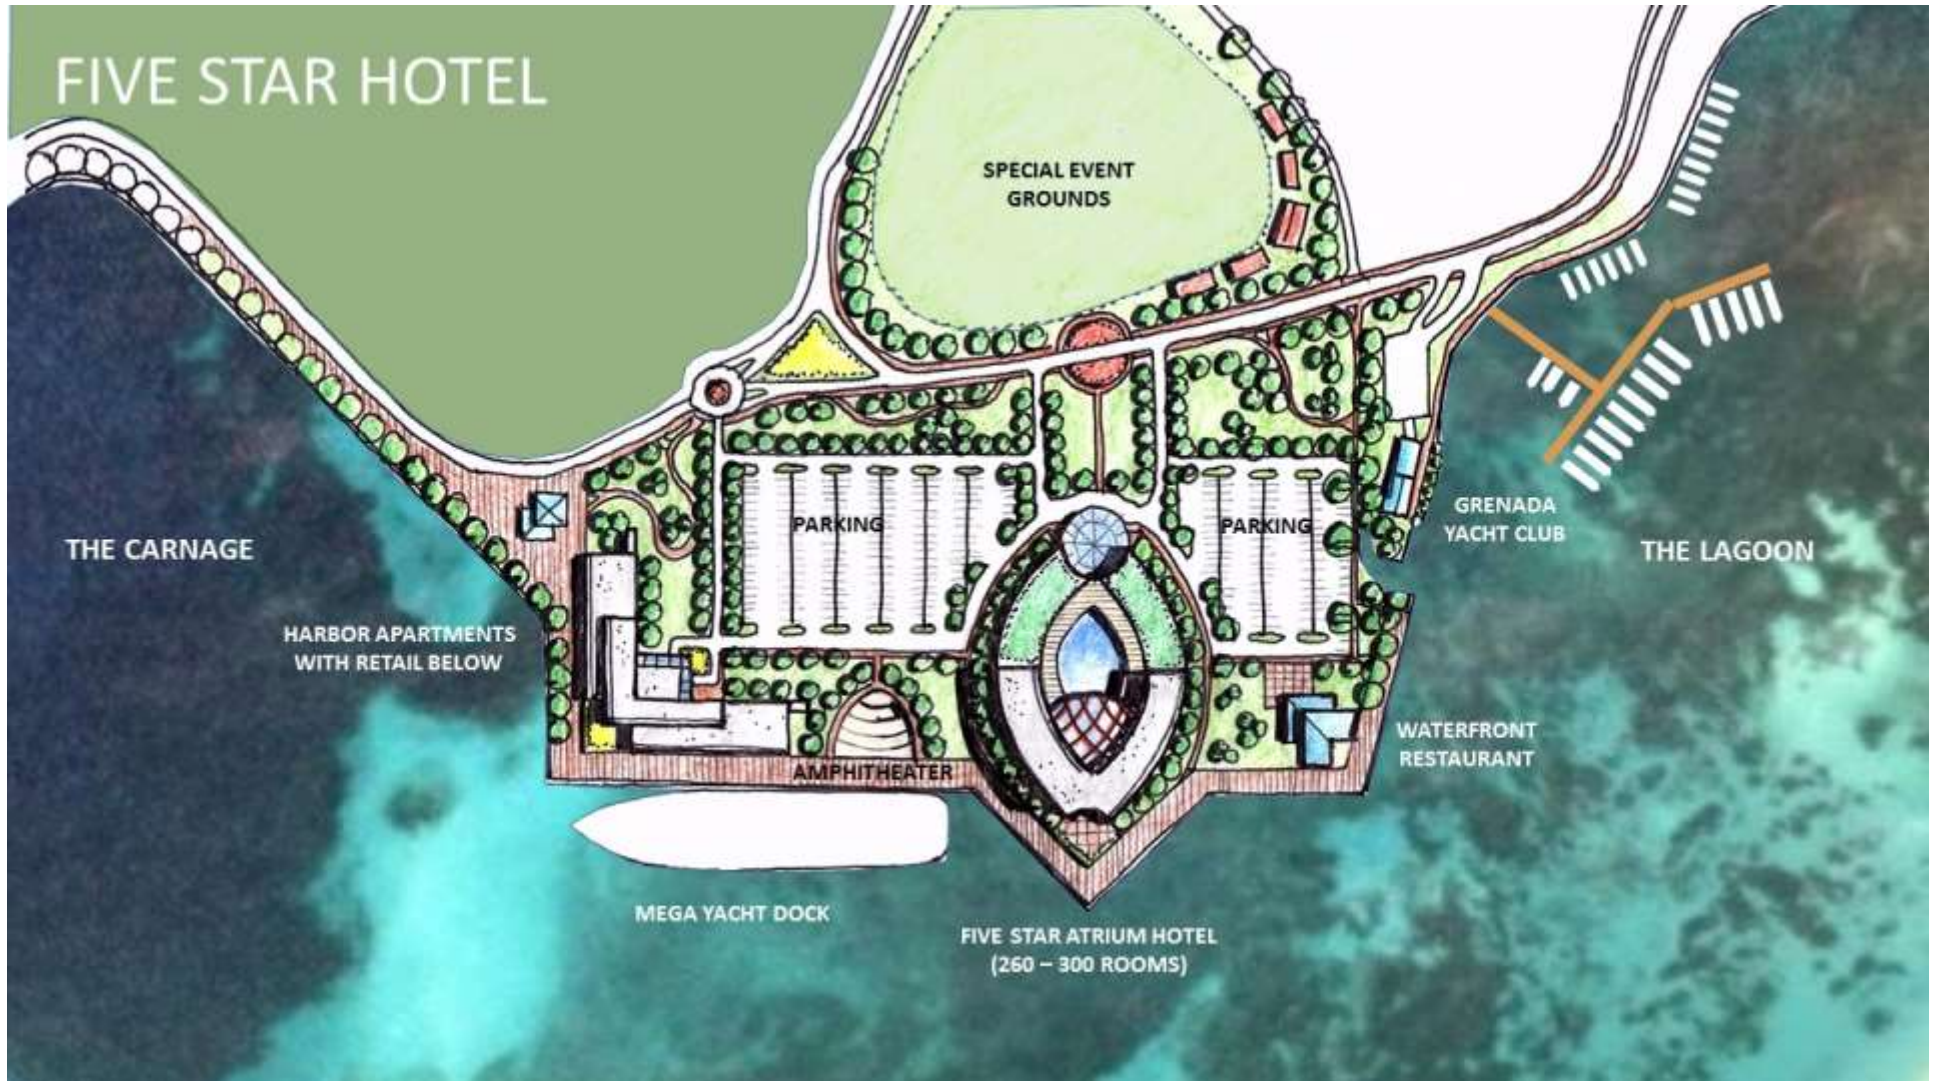 FIVE STAR HOTEL
SPECIAL EVENT
GROUNDS
PARKING
PARKING
GRENADA
YACHT CLUB
THE CARNAGE
THE LAGOON
HARBOR APARTMENTS
WITH RETAIL BELOW
WATERFRONT
RESTAURANT
AMPHITHEATER
MEGA YACHT DOCK
FIVE STAR ATRIUM HOTEL
(260 – 300 ROOMS)